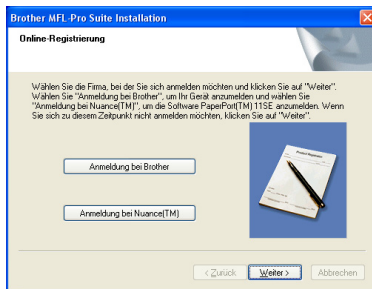 Brother MFL-Pro Suite Installation
Online-Registrierung
Wählen Sie die Firma, bei der Sie sich anmelden möchten und klicken Sie auf "Weiter".
Wählen Sie "Anmeldung bei Brother", um Ihr Gerät anzumelden und wählen Sie
"Anmeldung bei Nuance(TM)", um die Software PaperPort(TM) 11SE anzumelden. Wenn
Sie sich zu diesem Zeitpunkt nicht anmelden möchten, klicken Sie auf "Weiter".
Product Registration
Anmeldung bei Brother
Anmeldung bei Nuance(TM)
< Zurück Weiter > Abbrechen